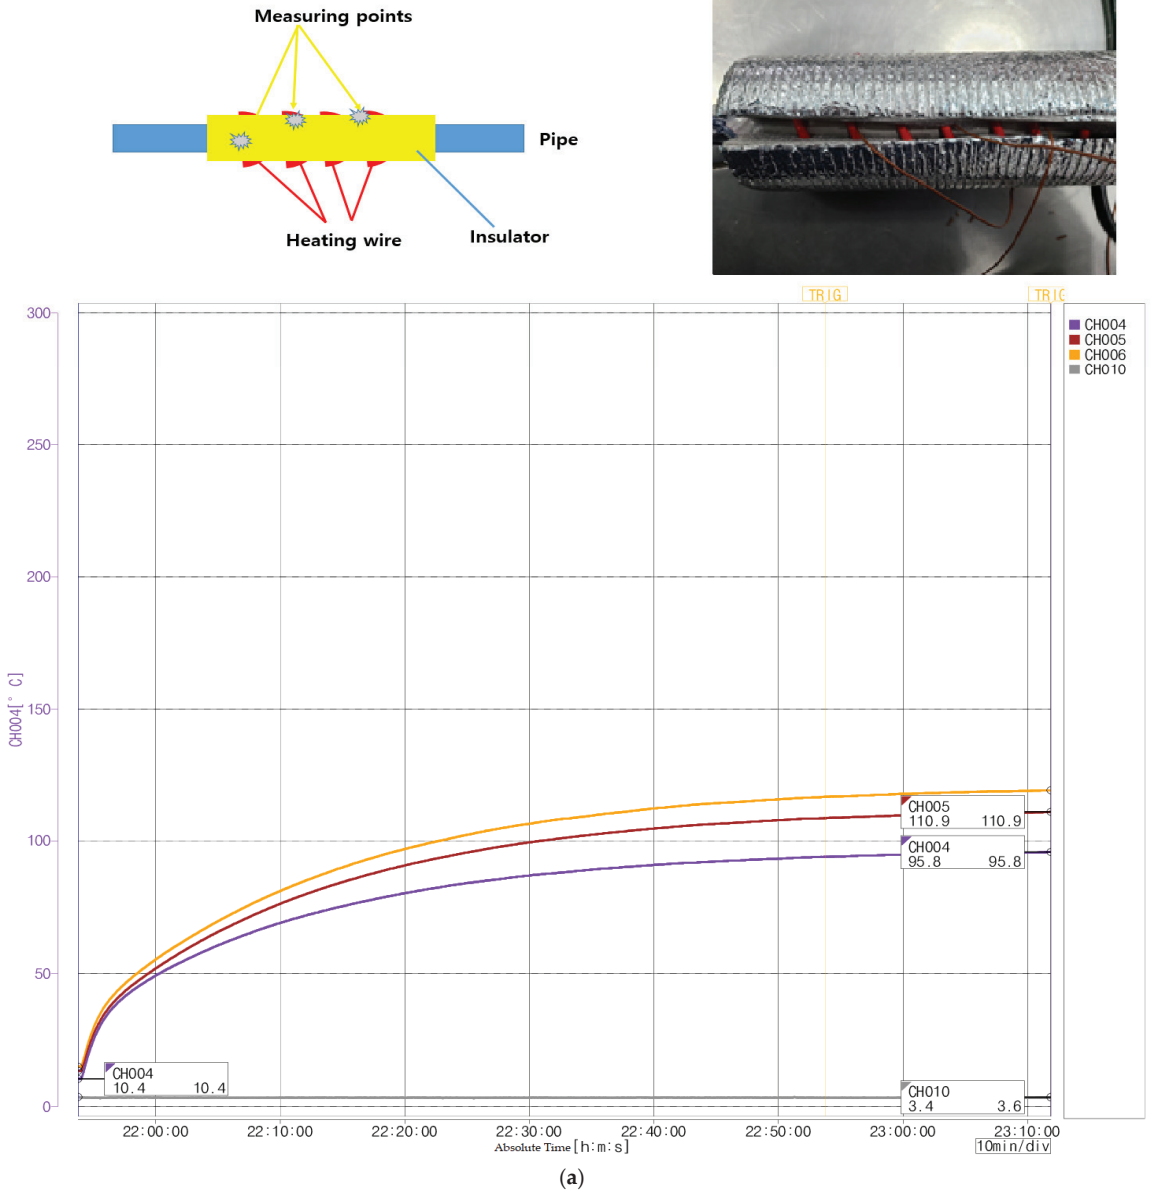 Measuring points
Pipe
Heating wire
Insulator
TRIG
TRIG
300
250
200
150
100
50
0
CH004[° C]
CH004
CH005
CH006
CH010
CH005
110.9 110.9
CH004
95.8 95.8
CH004
10.4 10.4
CH010
3.4 3.6
22:00:00 22:10:00 22:20:00 22:30:00 22:40:00 22:50:00 23:00:00 23:10:00
Absolute Time [h:m:s]
10min/div
(a)